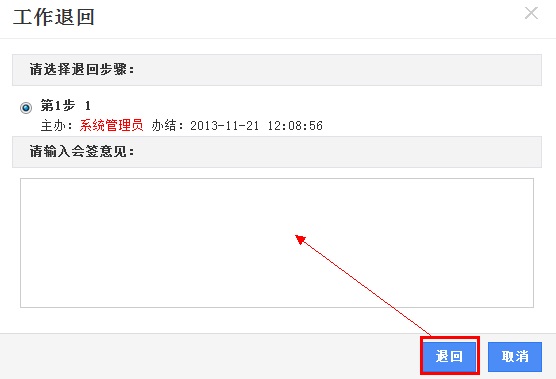 工作退回
请选择退回步骤：
第1步 1
主办：系统管理员 办结：2013-11-21 12:08:56
请输入会签意见：
退回 取消